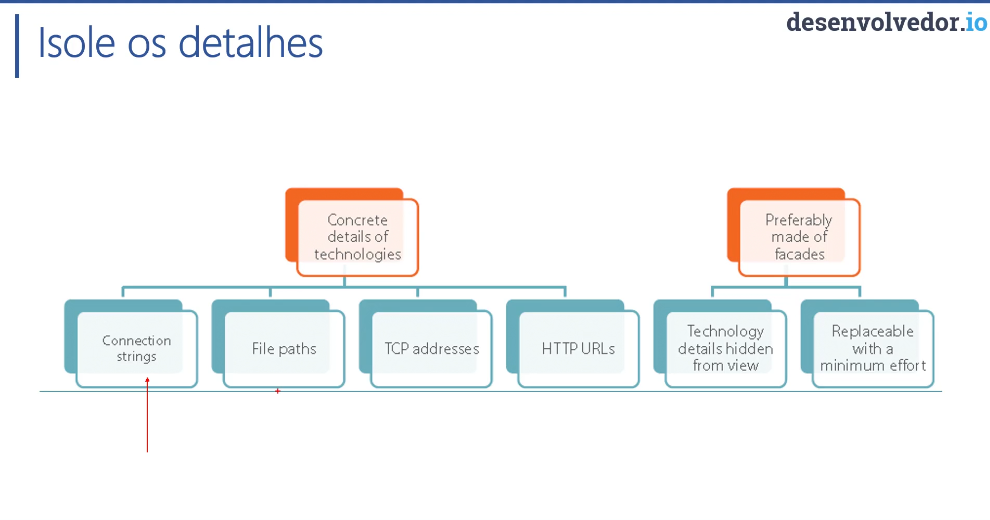 desenvolvedor.io
Isole os detalhes
Concrete
details of
technologies
Preferably
made of
facades
Connection
strings
File paths
TCP addresses
HTTP URLs
Technology
details hidden
from view
Replaceable
with a
minimum effort